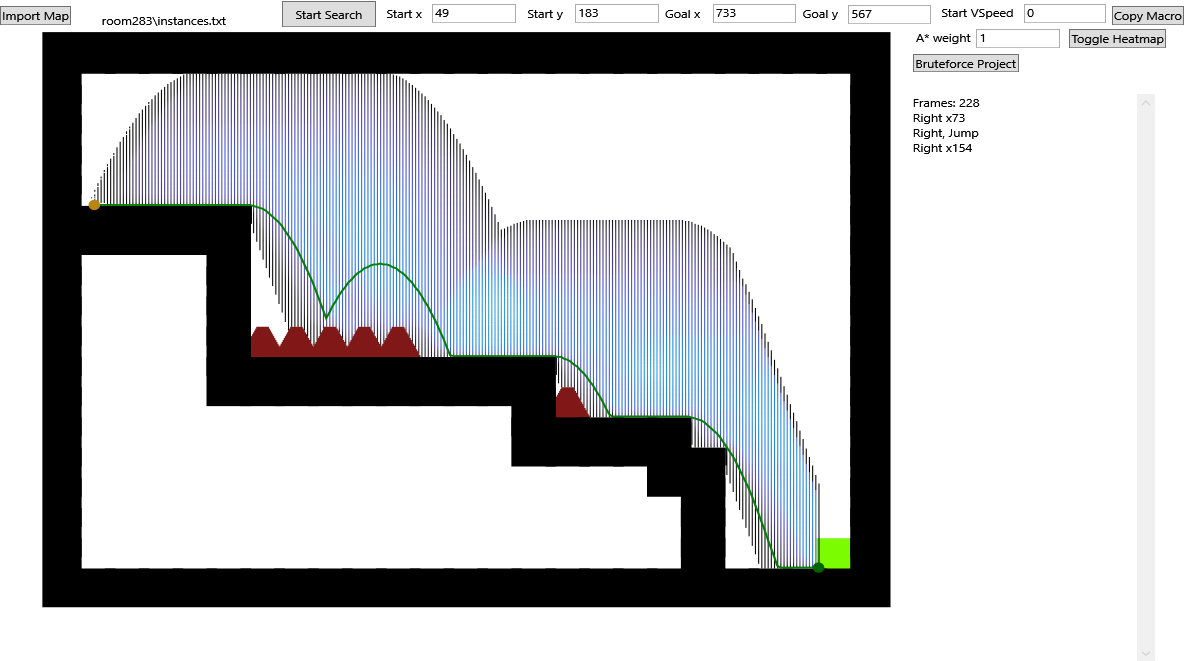 Import Map
room283\instances.txt
Start Search
Start x 49
Start y 183
Goal x 733
Goal y 567
Start VSpeed 0
Copy Macro
A* weight 1
Toggle Heatmap
Bruteforce Project
Frames: 228
Right x73
Right, Jump
Right x154